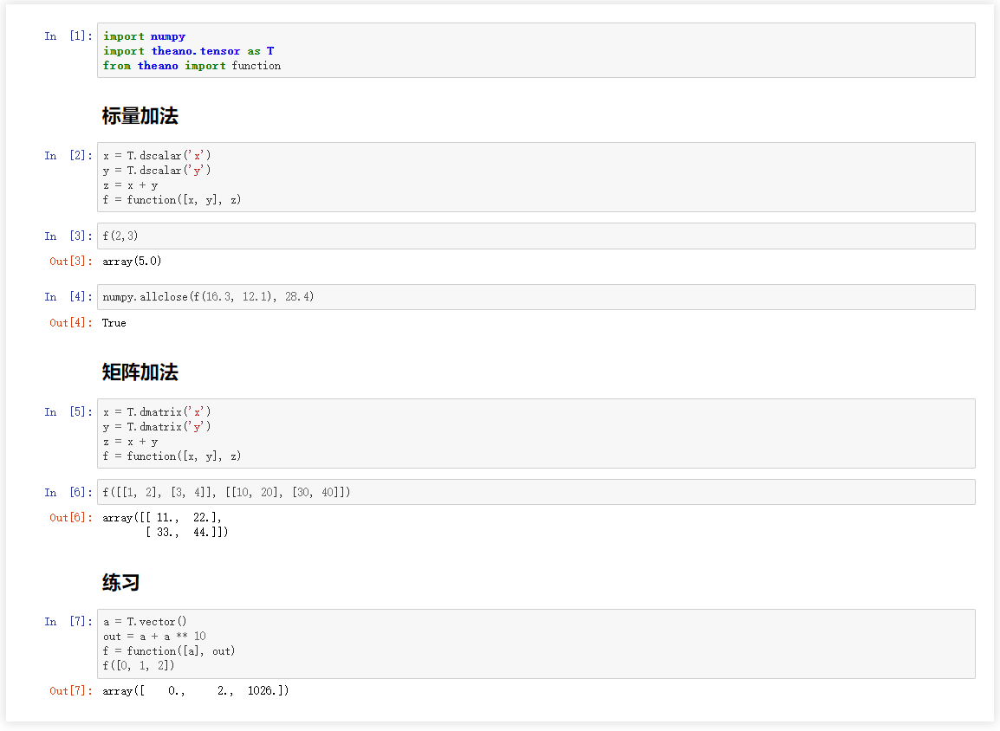 In [1]: import numpy
import theano.tensor as T
from theano import function
标量加法
In [2]: x = T.dscalar('x')
y = T.dscalar('y')
z = x + y
f = function([x, y], z)
In [3]: f(2,3)
Out[3]: array(5.0)
In [4]: numpy.allclose(f(16.3, 12.1), 28.4)
Out[4]: True
矩阵加法
In [5]: x = T.dmatrix('x')
y = T.dmatrix('y')
z = x + y
f = function([x, y], z)
In [6]: f([[1, 2], [3, 4]], [[10, 20], [30, 40]])
Out[6]: array([[ 11., 22.],
[ 33., 44.]])
练习
In [7]: a = T.vector()
out = a + a ** 10
f = function([a], out)
f([0, 1, 2])
Out[7]: array([ 0., 2., 1026.])